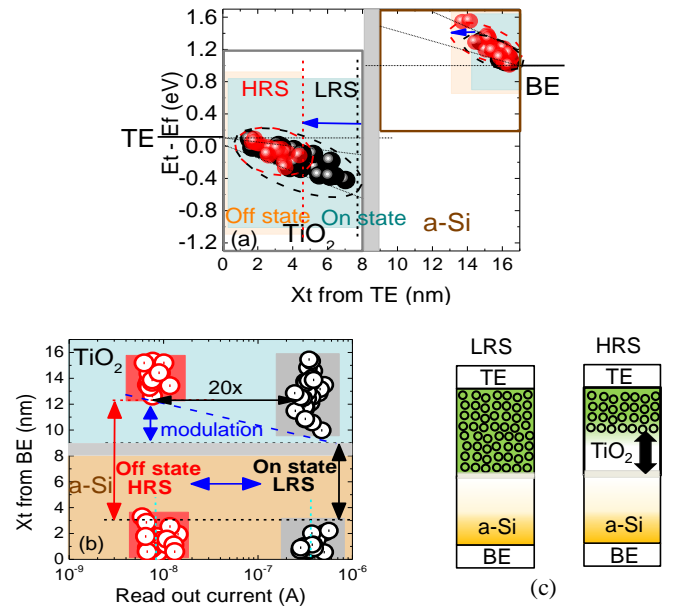 1.6
1.2
0.8
0.4
0.0
-0.4
-0.8
-1.2
Et - Ef (eV)
HRS
LRS
TE
BE
Off state
On state
(a)
TiO2
a-Si
0 2 4 6 8 10 12 14 16
Xt from TE (nm)
16
14
12
10
8
6
4
2
0
Xt from BE (nm)
TiO2
20x
modulation
Off state
HRS
On state
LRS
a-Si
(b)
10-9 10-8 10-7 10-6
Read out current (A)
LRS
HRS
TE
TE
TiO2
a-Si
a-Si
BE
BE
(c)